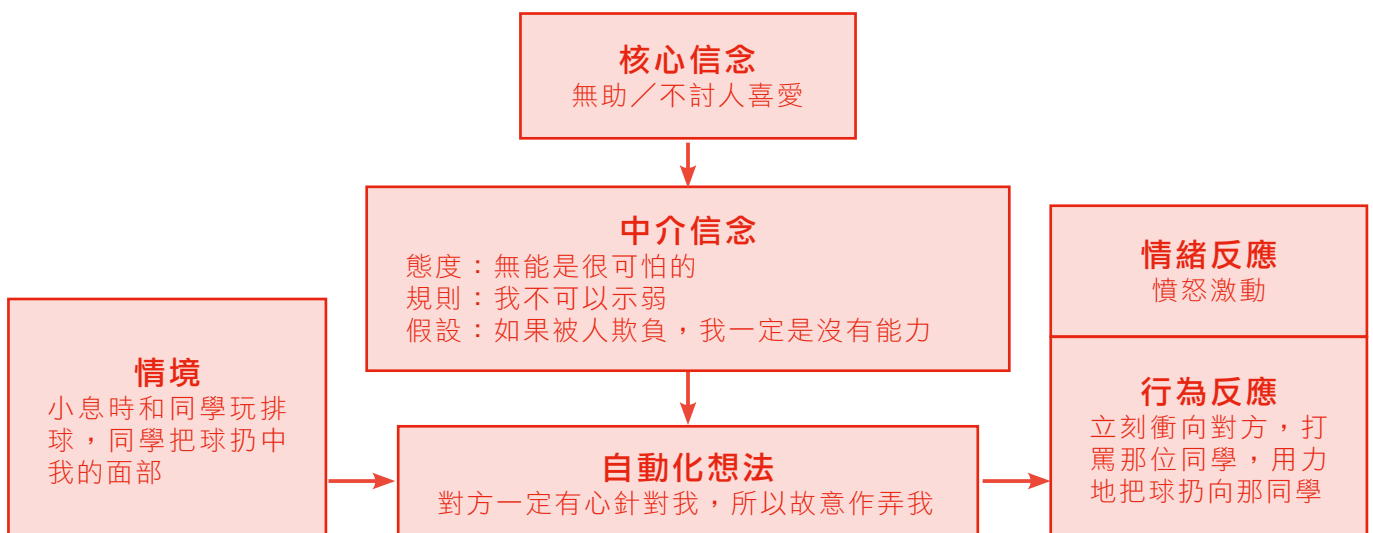 核心信念
無助／不討人喜愛
中介信念
態度：無能是很可怕的
規則：我不可以示弱
假設：如果被人欺負，我一定是沒有能力
情境
小息時和同學玩排
球，同學把球扔中
我的面部
自動化想法
對方一定有心針對我，所以故意作弄我
情緒反應
憤怒激動
行為反應
立刻衝向對方，打
罵那位同學，用力
地把球扔向那同學